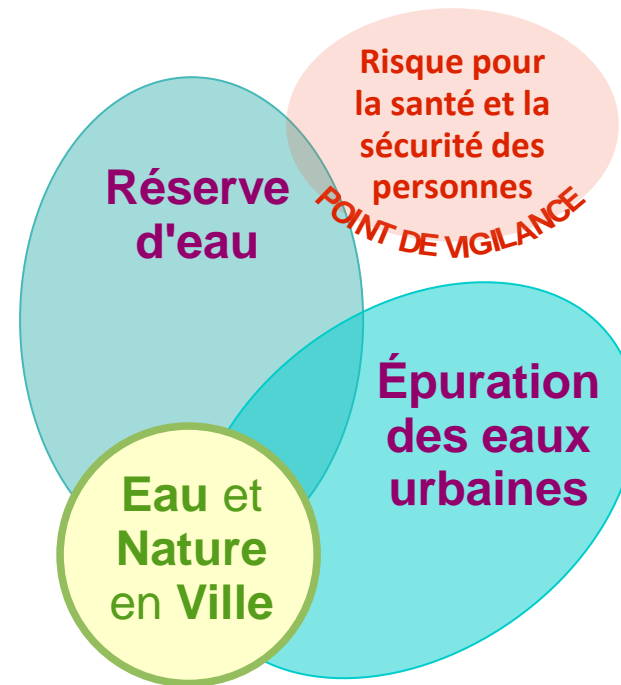 Risque pour
la santé et la
sécurité des
personnes
POINT DE VIGILANCE
Réserve
d'eau
Épuration
des eaux
urbaines
Eau et
Nature
en Ville